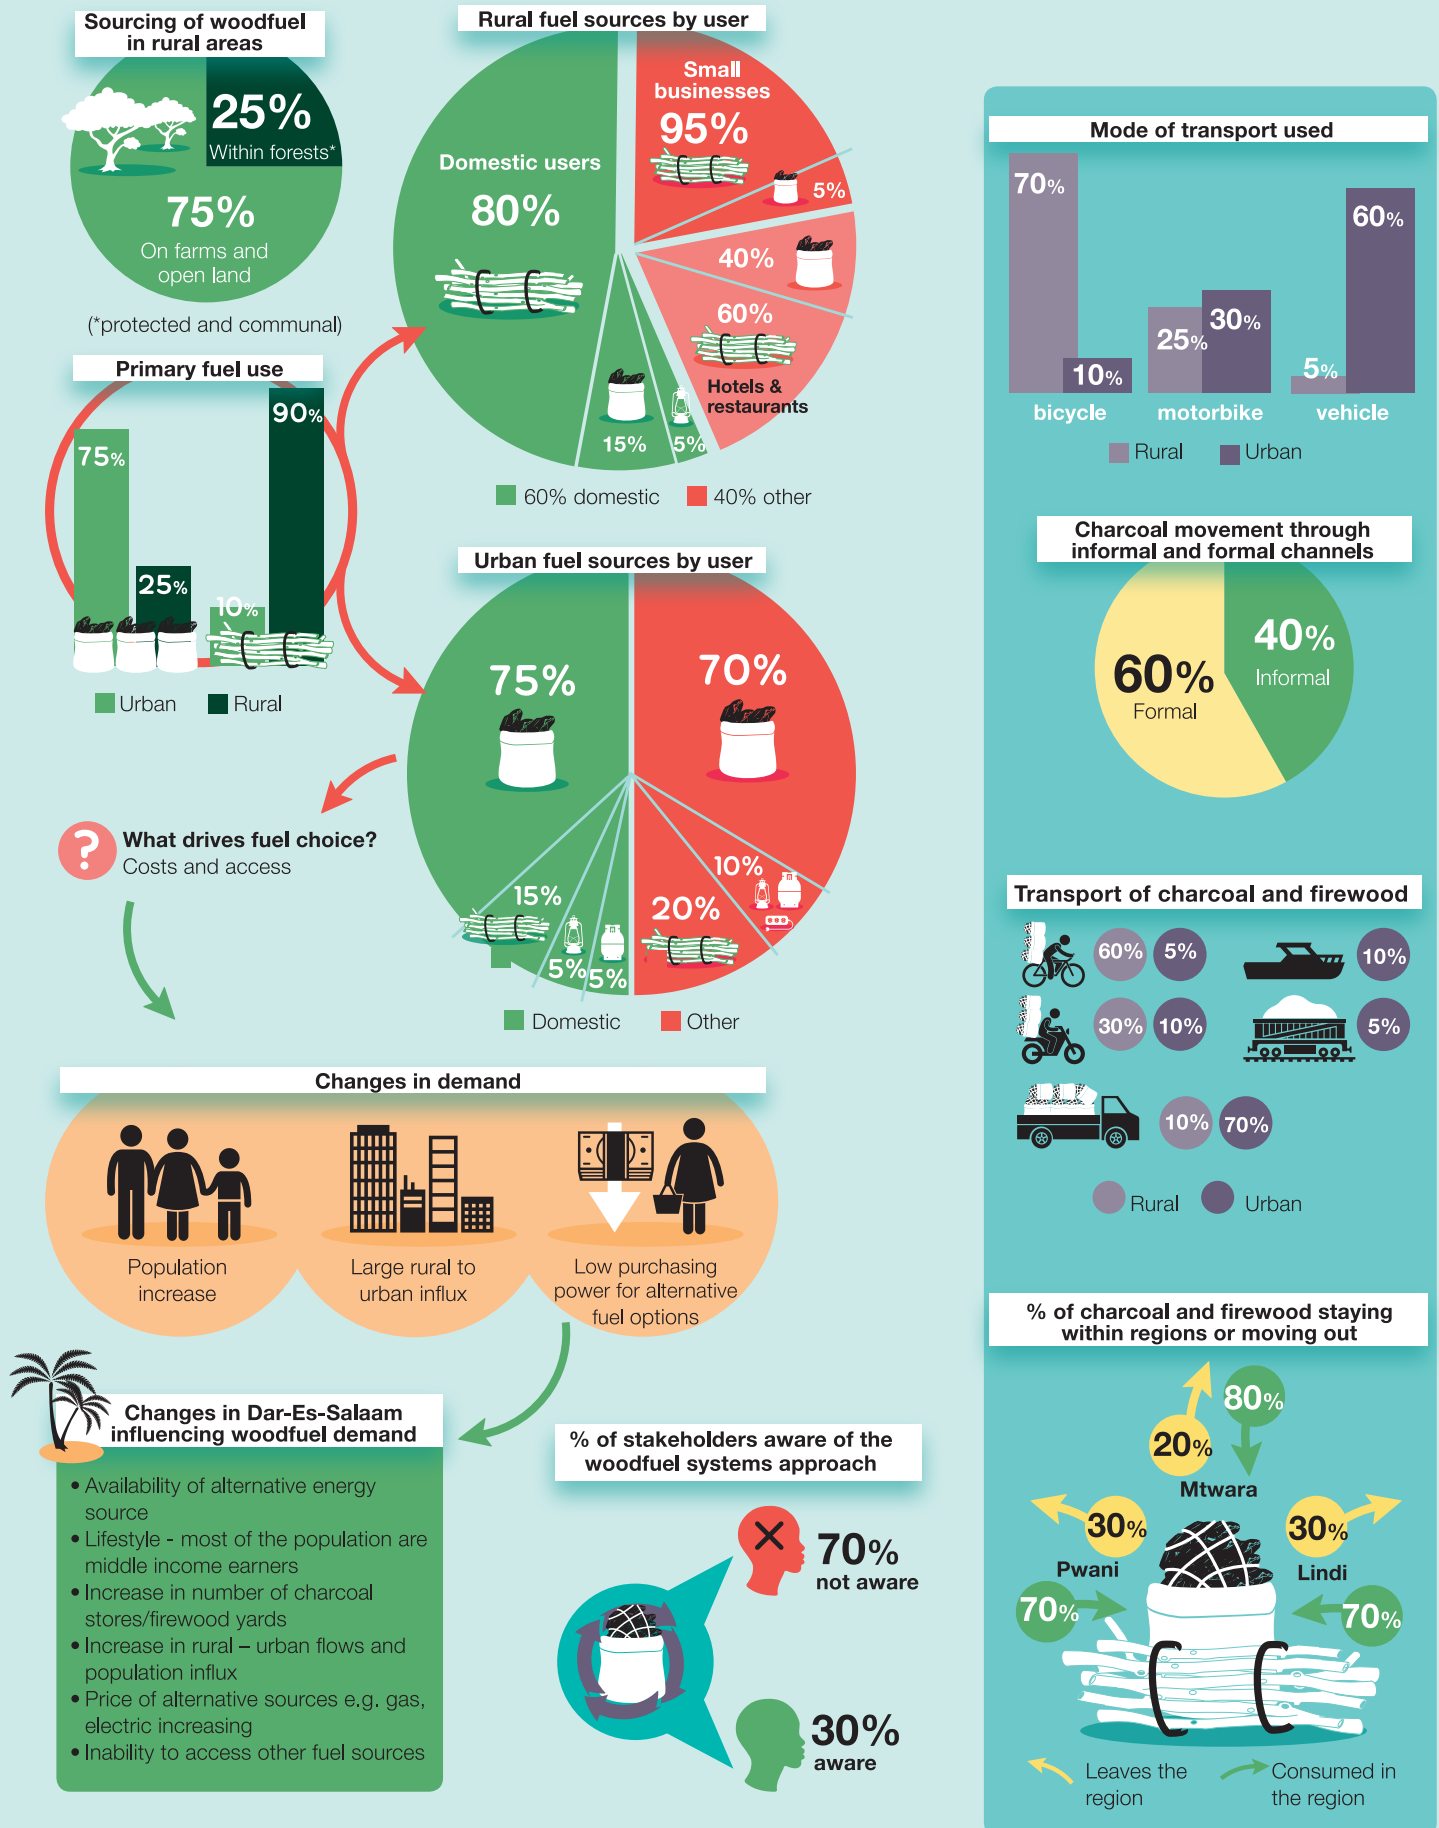 Sourcing of woodfuel
in rural areas
25%
Within forests*
75%
On farms and
open land
(*protected and communal)
Primary fuel use
75%
25%
10%
90%
Urban
Rural
Rural fuel sources by user
Domestic users
80%
15%
5%
Small
businesses
95%
5%
40%
60%
Hotels &
restaurants
60% domestic
40% other
Urban fuel sources by user
75%
15%
5%
5%
70%
10%
20%
Domestic
Other
?
What drives fuel choice?
Costs and access
Changes in demand
Population
increase
Large rural to
urban influx
Low purchasing
power for alternative
fuel options
Changes in Dar-Es-Salaam
influencing woodfuel demand
• Availability of alternative energy
source
• Lifestyle - most of the population are
middle income earners
• Increase in number of charcoal
stores/firewood yards
• Increase in rural – urban flows and
population influx
• Price of alternative sources e.g. gas,
electric increasing
• Inability to access other fuel sources
% of stakeholders aware of the
woodfuel systems approach
70%
not aware
30%
aware
Mode of transport used
70%
10%
25%
30%
5%
60%
bicycle
motorbike
vehicle
Rural
Urban
Charcoal movement through
informal and formal channels
40%
Informal
60%
Formal
Transport of charcoal and firewood
60%
5%
10%
30%
10%
5%
10%
70%
Rural
Urban
% of charcoal and firewood staying
within regions or moving out
80%
20%
Mtwara
30%
Pwani
70%
30%
Lindi
70%
Leaves the
region
Consumed in
the region